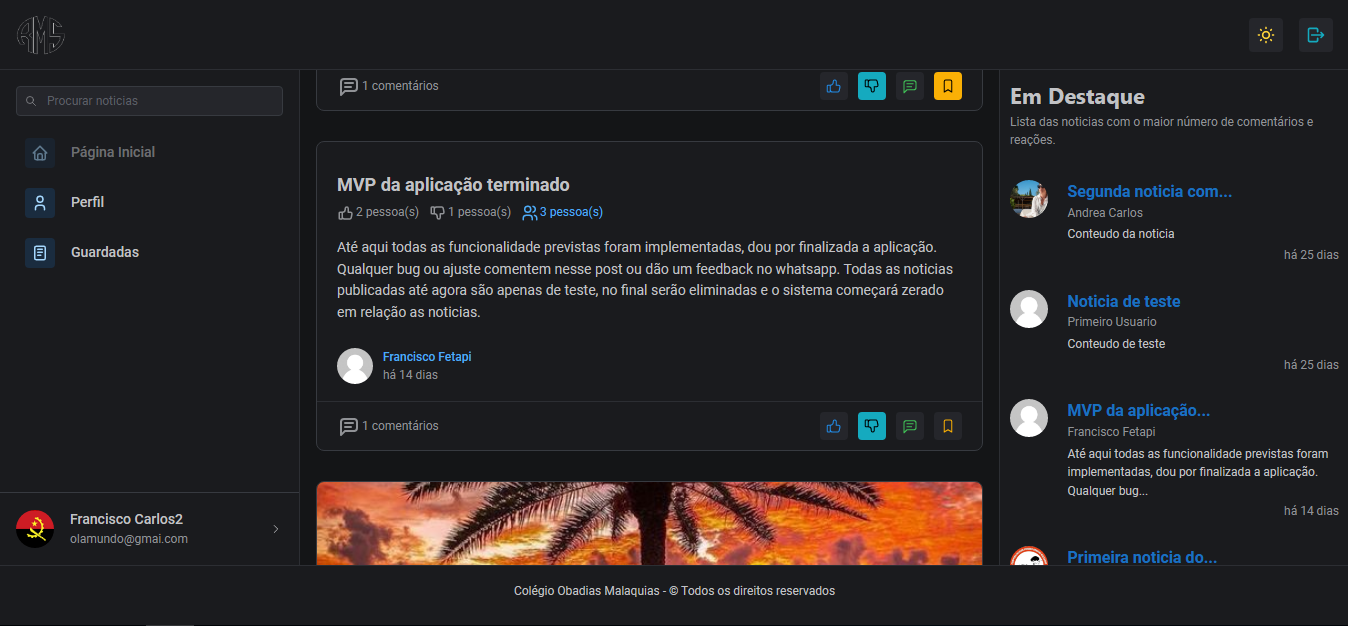 RMS
Procurar noticias
Página Inicial
Perfil
Guardadas
Francisco Carlos2
olamundo@gmai.com
1 comentários
MVP da aplicação terminado
2 pessoa(s) 1 pessoa(s) 3 pessoa(s)
Até aqui todas as funcionalidade previstas foram implementadas, dou por finalizada a aplicação.
Qualquer bug ou ajuste comentem nesse post ou dão um feedback no whatsapp. Todas as noticias
publicadas até agora são apenas de teste, no final serão eliminadas e o sistema começará zerado
em relação as noticias.
Francisco Fetapi
há 14 dias
1 comentários
Em Destaque
Lista das noticias com o maior número de comentários e
reações.
Segunda noticia com...
Andrea Carlos
Conteudo da noticia
há 25 dias
Noticia de teste
Primeiro Usuario
Conteudo de teste
há 25 dias
MVP da aplicação...
Francisco Fetapi
Até aqui todas as funcionalidade previstas foram
implementadas, dou por finalizada a aplicação.
Qualquer bug...
há 14 dias
Primeira noticia do...
Colégio Obadias Malaquias - © Todos os direitos reservados